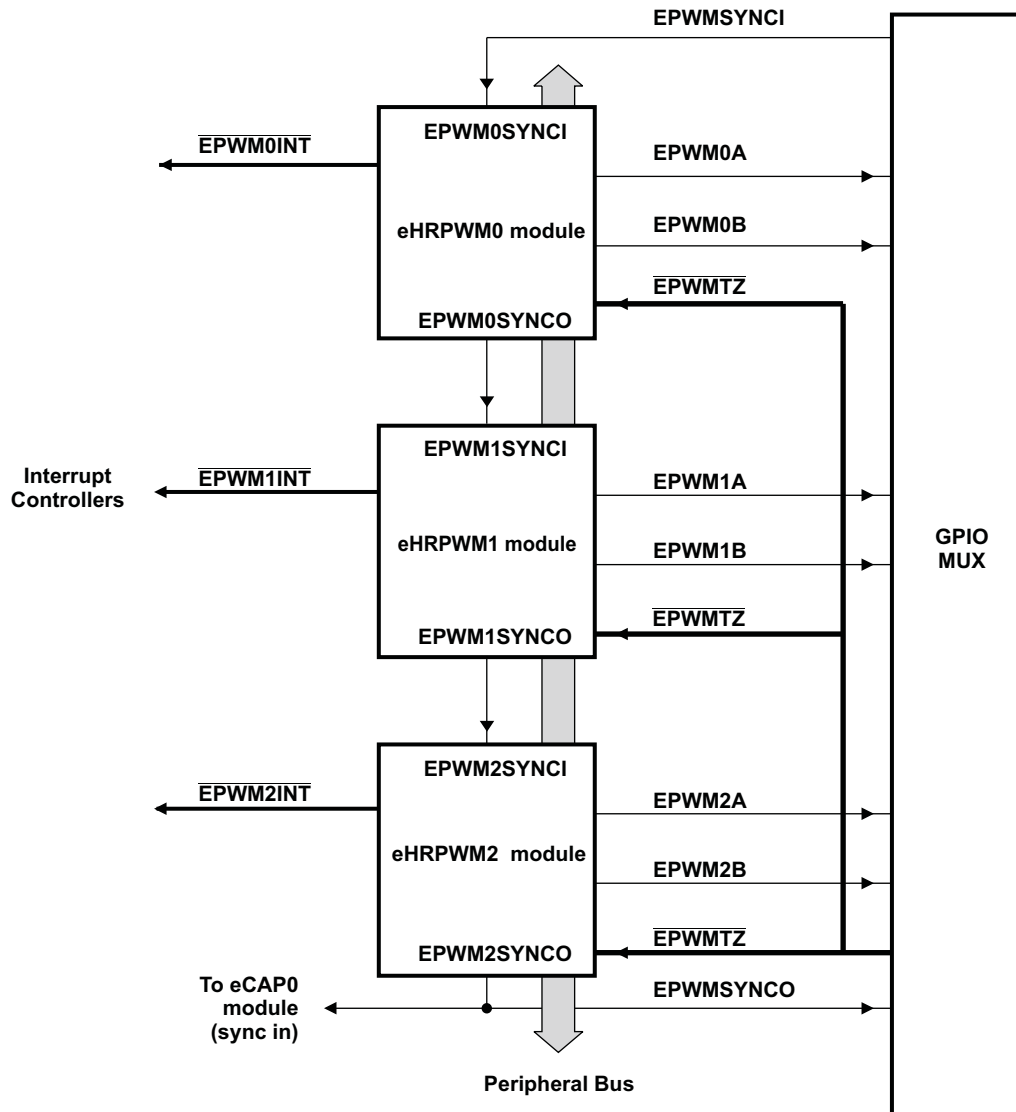 EPWMSYNCI
EPWM0SYNCI
EPWM0INT
EPWM0A
eHRPWM0 module
EPWM0B
EPWMTZ
EPWM0SYNCO
EPWM1SYNCI
Interrupt
Controllers
EPWM1INT
EPWM1A
eHRPWM1 module
EPWM1B
GPIO
MUX
EPWMTZ
EPWM1SYNCO
EPWM2SYNCI
EPWM2INT
EPWM2A
eHRPWM2 module
EPWM2B
EPWMTZ
EPWM2SYNCO
To eCAP0
module
(sync in)
EPWMSYNCO
Peripheral Bus